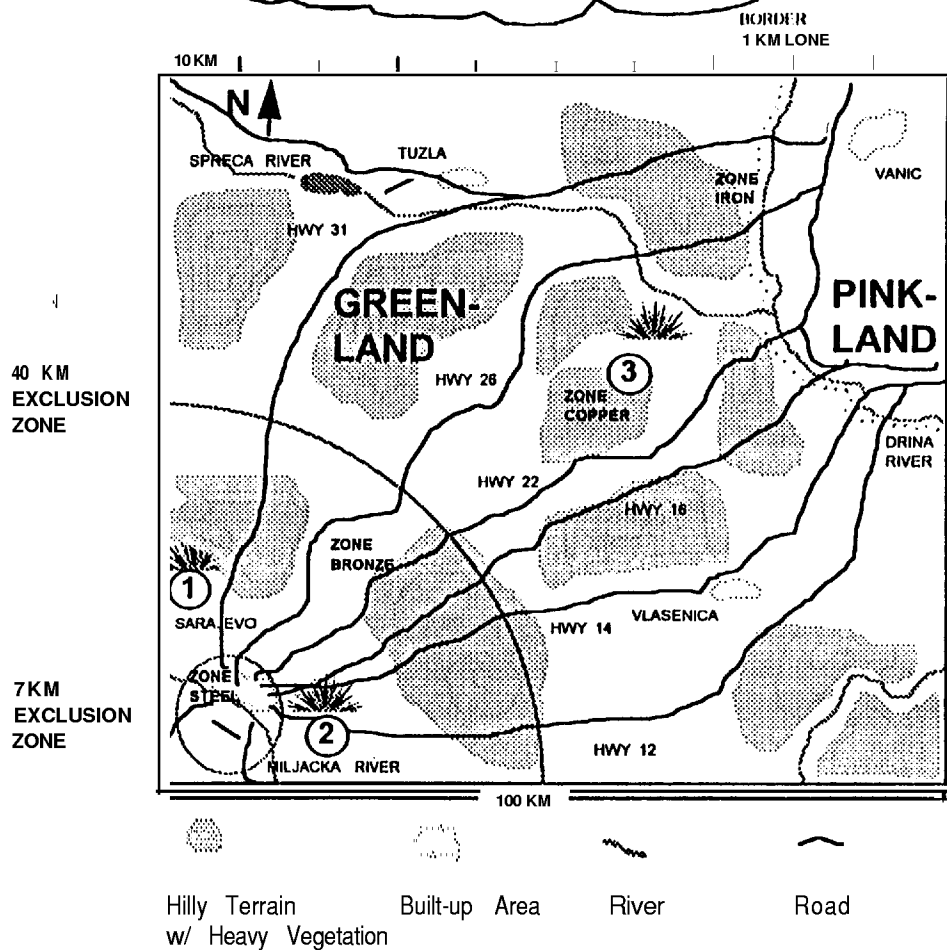 BORDER
1 KM LONE
10 KM
N
SPRECA RIVER
TUZLA
VANIC
ZONE
IRON
HWY 31
GREEN-
LAND
PINK-
LAND
40 KM
EXCLUSION
ZONE
HWY 26
3
ZONE
COPPER
DRINA
RIVER
HWY 22
HWY 16
ZONE
BRONZE
1
SARAJEVO
VLASENICA
HWY 14
ZONE
STEEL
7 KM
EXCLUSION
ZONE
2
HWY 12
MILJACKA RIVER
100 KM
Hilly Terrain
w/ Heavy Vegetation
Built-up Area
River
Road